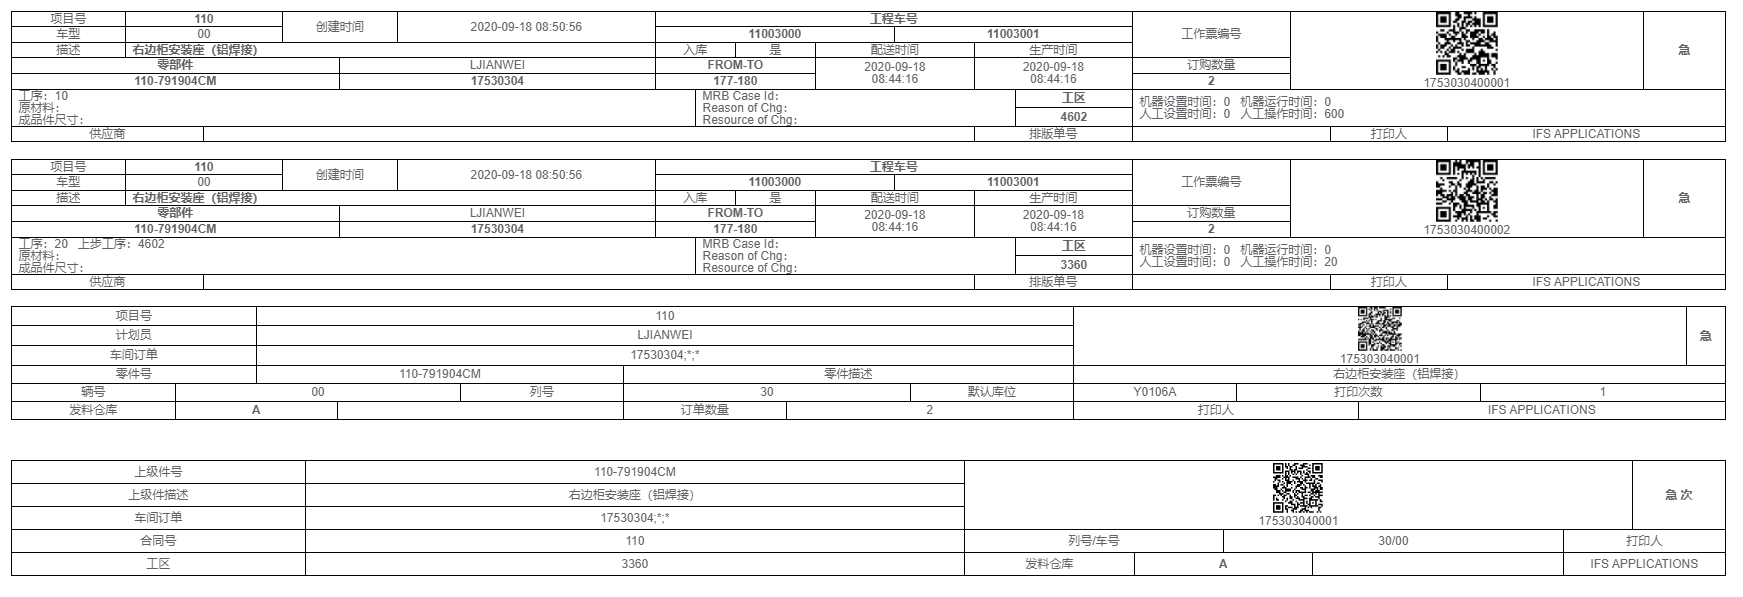 项目号 110 创建时间 2020-09-18 08:50:56 工程车号 工作票编号 急
车型 00 11003000 11003001
描述 右边柜安装座（铝焊接） 入库 是 配送时间 生产时间
零部件 LJIANWEI FROM-TO 2020-09-18 08:44:16 2020-09-18 08:44:16 订购数量
110-791904CM 17530304 177-180 2 1753030400001
工序：10 MRB Case Id： 工区 机器设置时间：0 机器运行时间：0
原材料： Reason of Chg： 人工设置时间：0 人工操作时间：600
成品件尺寸： Resource of Chg： 4602
供应商 排版单号 打印人 IFS APPLICATIONS
项目号 110 创建时间 2020-09-18 08:50:56 工程车号 工作票编号 急
车型 00 11003000 11003001
描述 右边柜安装座（铝焊接） 入库 是 配送时间 生产时间
零部件 LJIANWEI FROM-TO 2020-09-18 08:44:16 2020-09-18 08:44:16 订购数量
110-791904CM 17530304 177-180 2 1753030400002
工序：20 上步工序：4602 MRB Case Id： 工区 机器设置时间：0 机器运行时间：0
原材料： Reason of Chg： 人工设置时间：0 人工操作时间：20
成品件尺寸： Resource of Chg： 3360
供应商 排版单号 打印人 IFS APPLICATIONS
项目号 110 急
计划员 LJIANWEI
车间订单 17530304;*;* 175303040001
零件号 110-791904CM 零件描述 右边柜安装座（铝焊接）
辆号 00 列号 30 默认库位 Y0106A 打印次数 1
发料仓库 A 订单数量 2 打印人 IFS APPLICATIONS
上级件号 110-791904CM
上级件描述 右边柜安装座（铝焊接） 急 次
车间订单 17530304;*;* 175303040001
合同号 110 列号/车号 30/00 打印人
工区 3360 发料仓库 A IFS APPLICATIONS